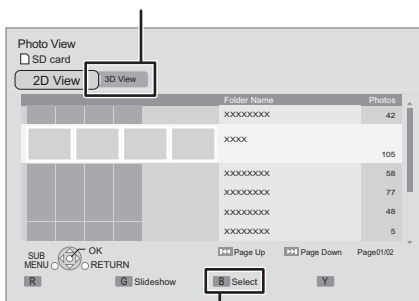 Photo View
SD card
2D View 3D View
Folder Name Photos
XXXXXXXX 42
XXXX
105
XXXXXXXX 58
XXXXXXXX 77
XXXXXXXX 48
XXXXXXXX 5
SUB MENU OK RETURN Page Up Page Down Page01/02
R G Slideshow B Select Y